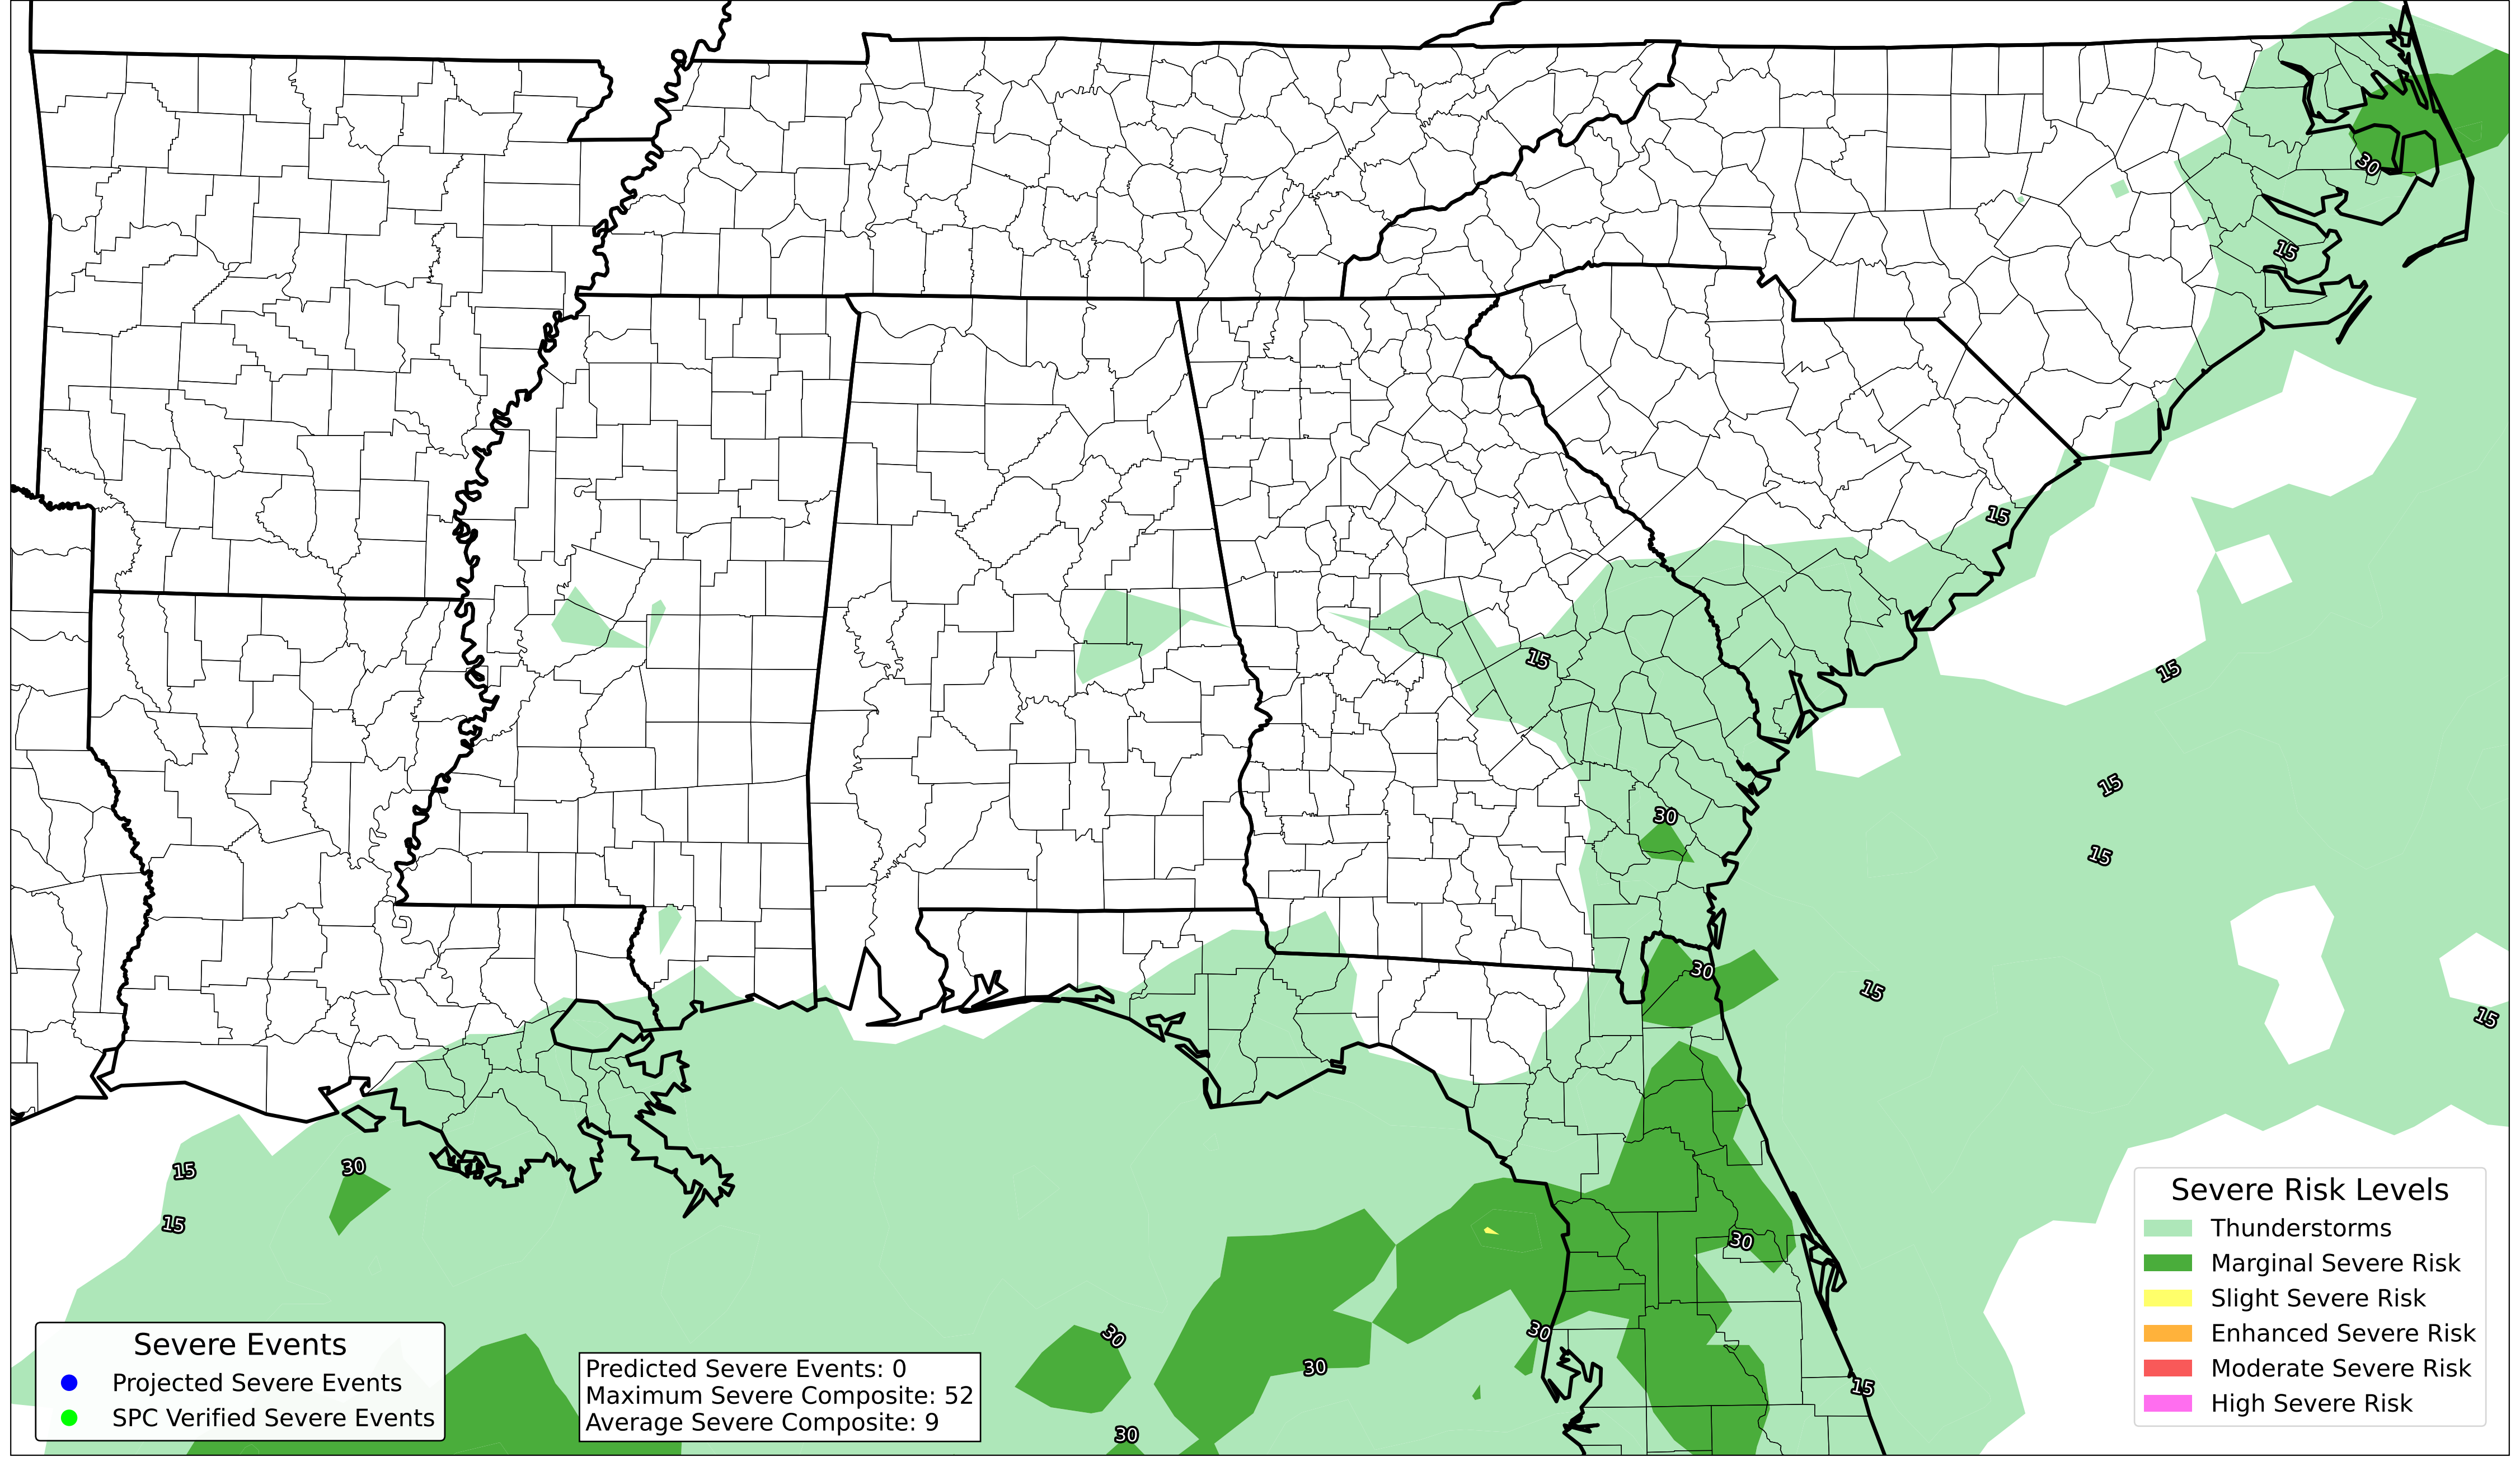 30
15
15
15
15
30
15
15
30
15
15
30
15
30
15
30
30
30
15
30
Severe Risk Levels
Thunderstorms
Marginal Severe Risk
Slight Severe Risk
Enhanced Severe Risk
Moderate Severe Risk
High Severe Risk
Severe Events
Projected Severe Events
SPC Verified Severe Events
Predicted Severe Events: 0
Maximum Severe Composite: 52
Average Severe Composite: 9